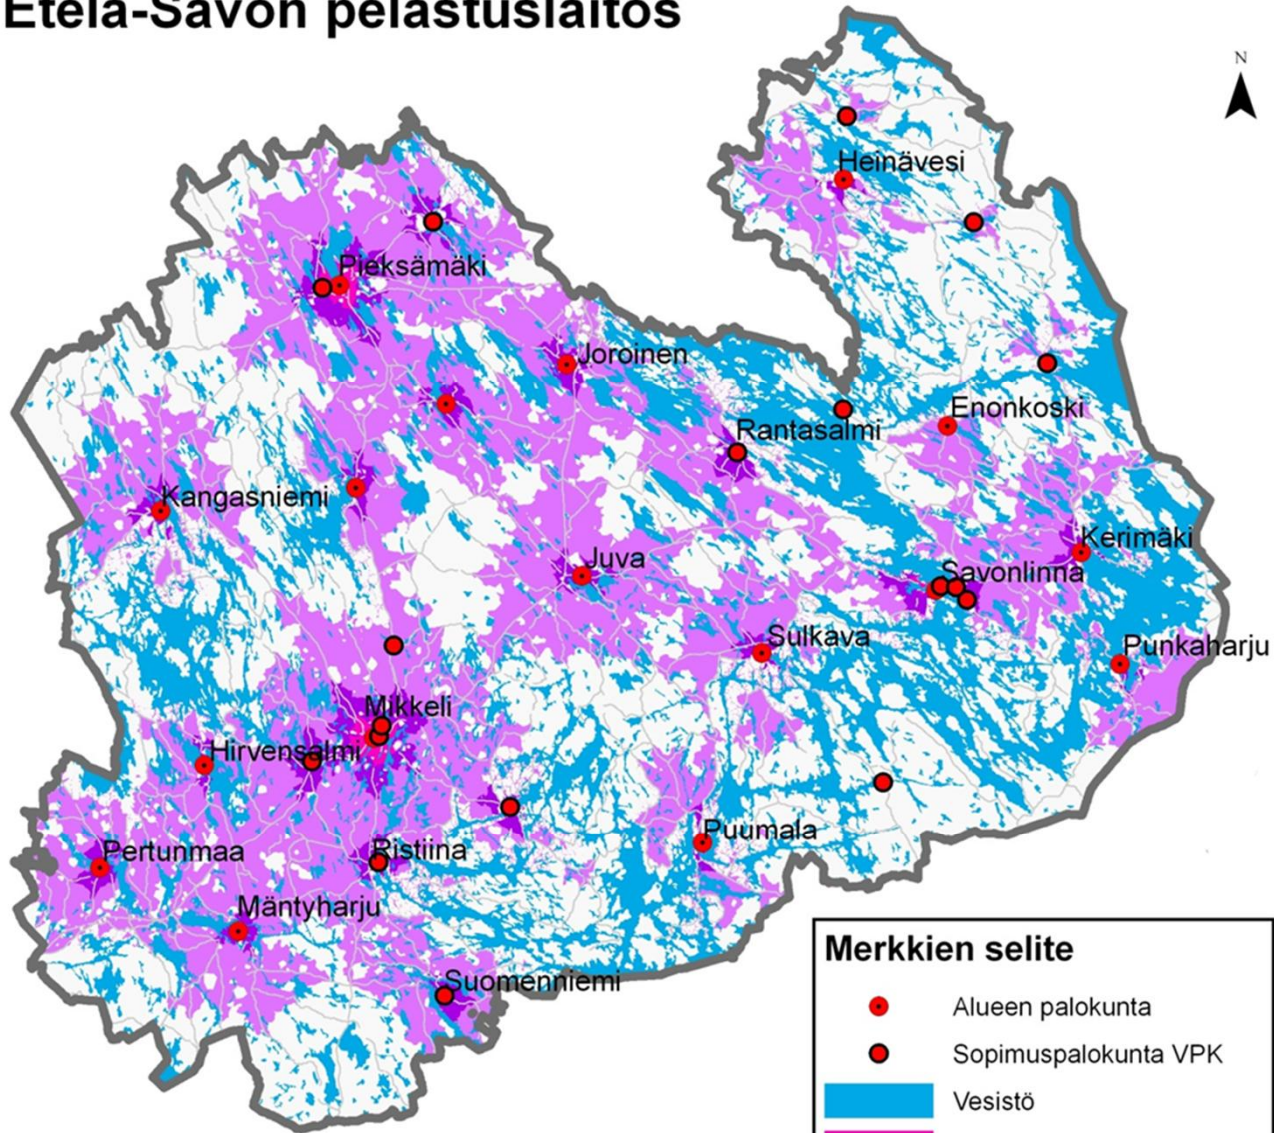 Etelä-Savon pelastuslaitos
N
Heinävesi
Pieksämäki
Joroinen
Enonkoski
Rantasalmi
Kangasniemi
Kerimäki
Juva
Savonlinna
Sulkava
Punkaharju
Mikkeli
Hirvensalmi
Puumala
Pertunmaa
Ristiina
Mäntyharju
Suomenniemi
Merkkien selite
Alueen palokunta
Sopimuspalokunta VPK
Vesistö